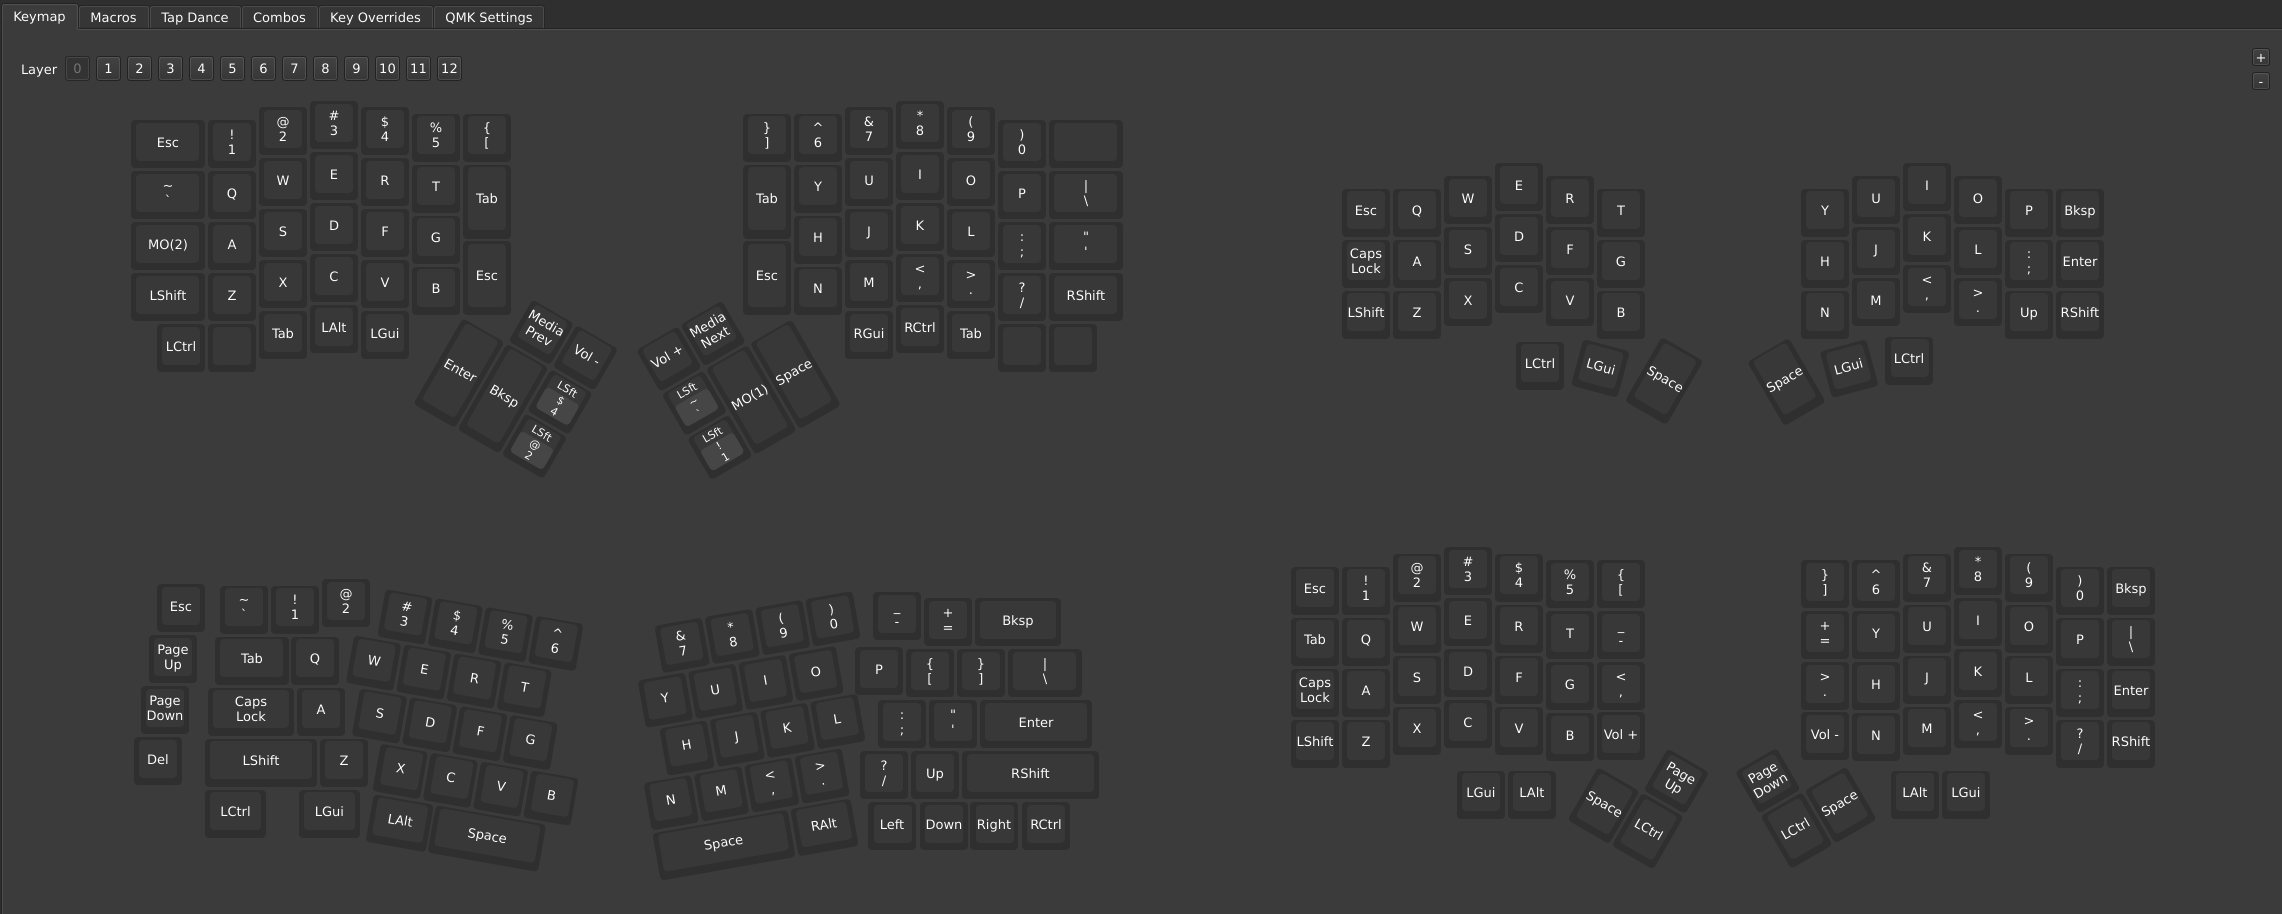 Keymap Macros Tap Dance Combos Key Overrides QMK Settings
Layer 0 1 2 3 4 5 6 7 8 9 10 11 12
+
-
Esc ! 1 @ 2 # 3 $ 4 % 5 { [
~ ` Q W E R T Tab
MO(2) A S D F G
LShift Z X C V B Esc
LCtrl Tab LAlt LGui
Media Prev Vol -
Enter Bksp LSft $ 4
LSft @ 2
} ] ^ 6 & 7 * 8 ( 9 ) 0
Tab Y U I O P | \
H J K L : ; " '
Esc N M < , > . ? / RShift
RGui RCtrl Tab
Vol + Media Next
LSft ~ ` MO(1) Space
LSft ! 1
Esc Q W E R T
Caps Lock A S D F G
LShift Z X C V B
LCtrl LGui Space
Y U I O P Bksp
H J K L : ; Enter
N M < , > . Up RShift
Space LGui LCtrl
Esc ~ ` ! 1 @ 2 # 3 $ 4 % 5 ^ 6
Page Up Tab Q W E R T
Page Down Caps Lock A S D F G
Del LShift Z X C V B
LCtrl LGui LAlt Space
& 7 * 8 ( 9 ) 0 _ - + = Bksp
Y U I O P { [ } ] | \
H J K L : ; " ' Enter
N M < , > . ? / Up RShift
Space RAlt Left Down Right RCtrl
Esc ! 1 @ 2 # 3 $ 4 % 5 { [
Tab Q W E R T _ -
Caps Lock A S D F G < ,
LShift Z X C V B Vol +
LGui LAlt Space LCtrl Page Up
} ] ^ 6 & 7 * 8 ( 9 ) 0 Bksp
+ = Y U I O P | \
> . H J K L : ; Enter
Vol - N M < , > . ? / RShift
Page Down LCtrl Space LAlt LGui